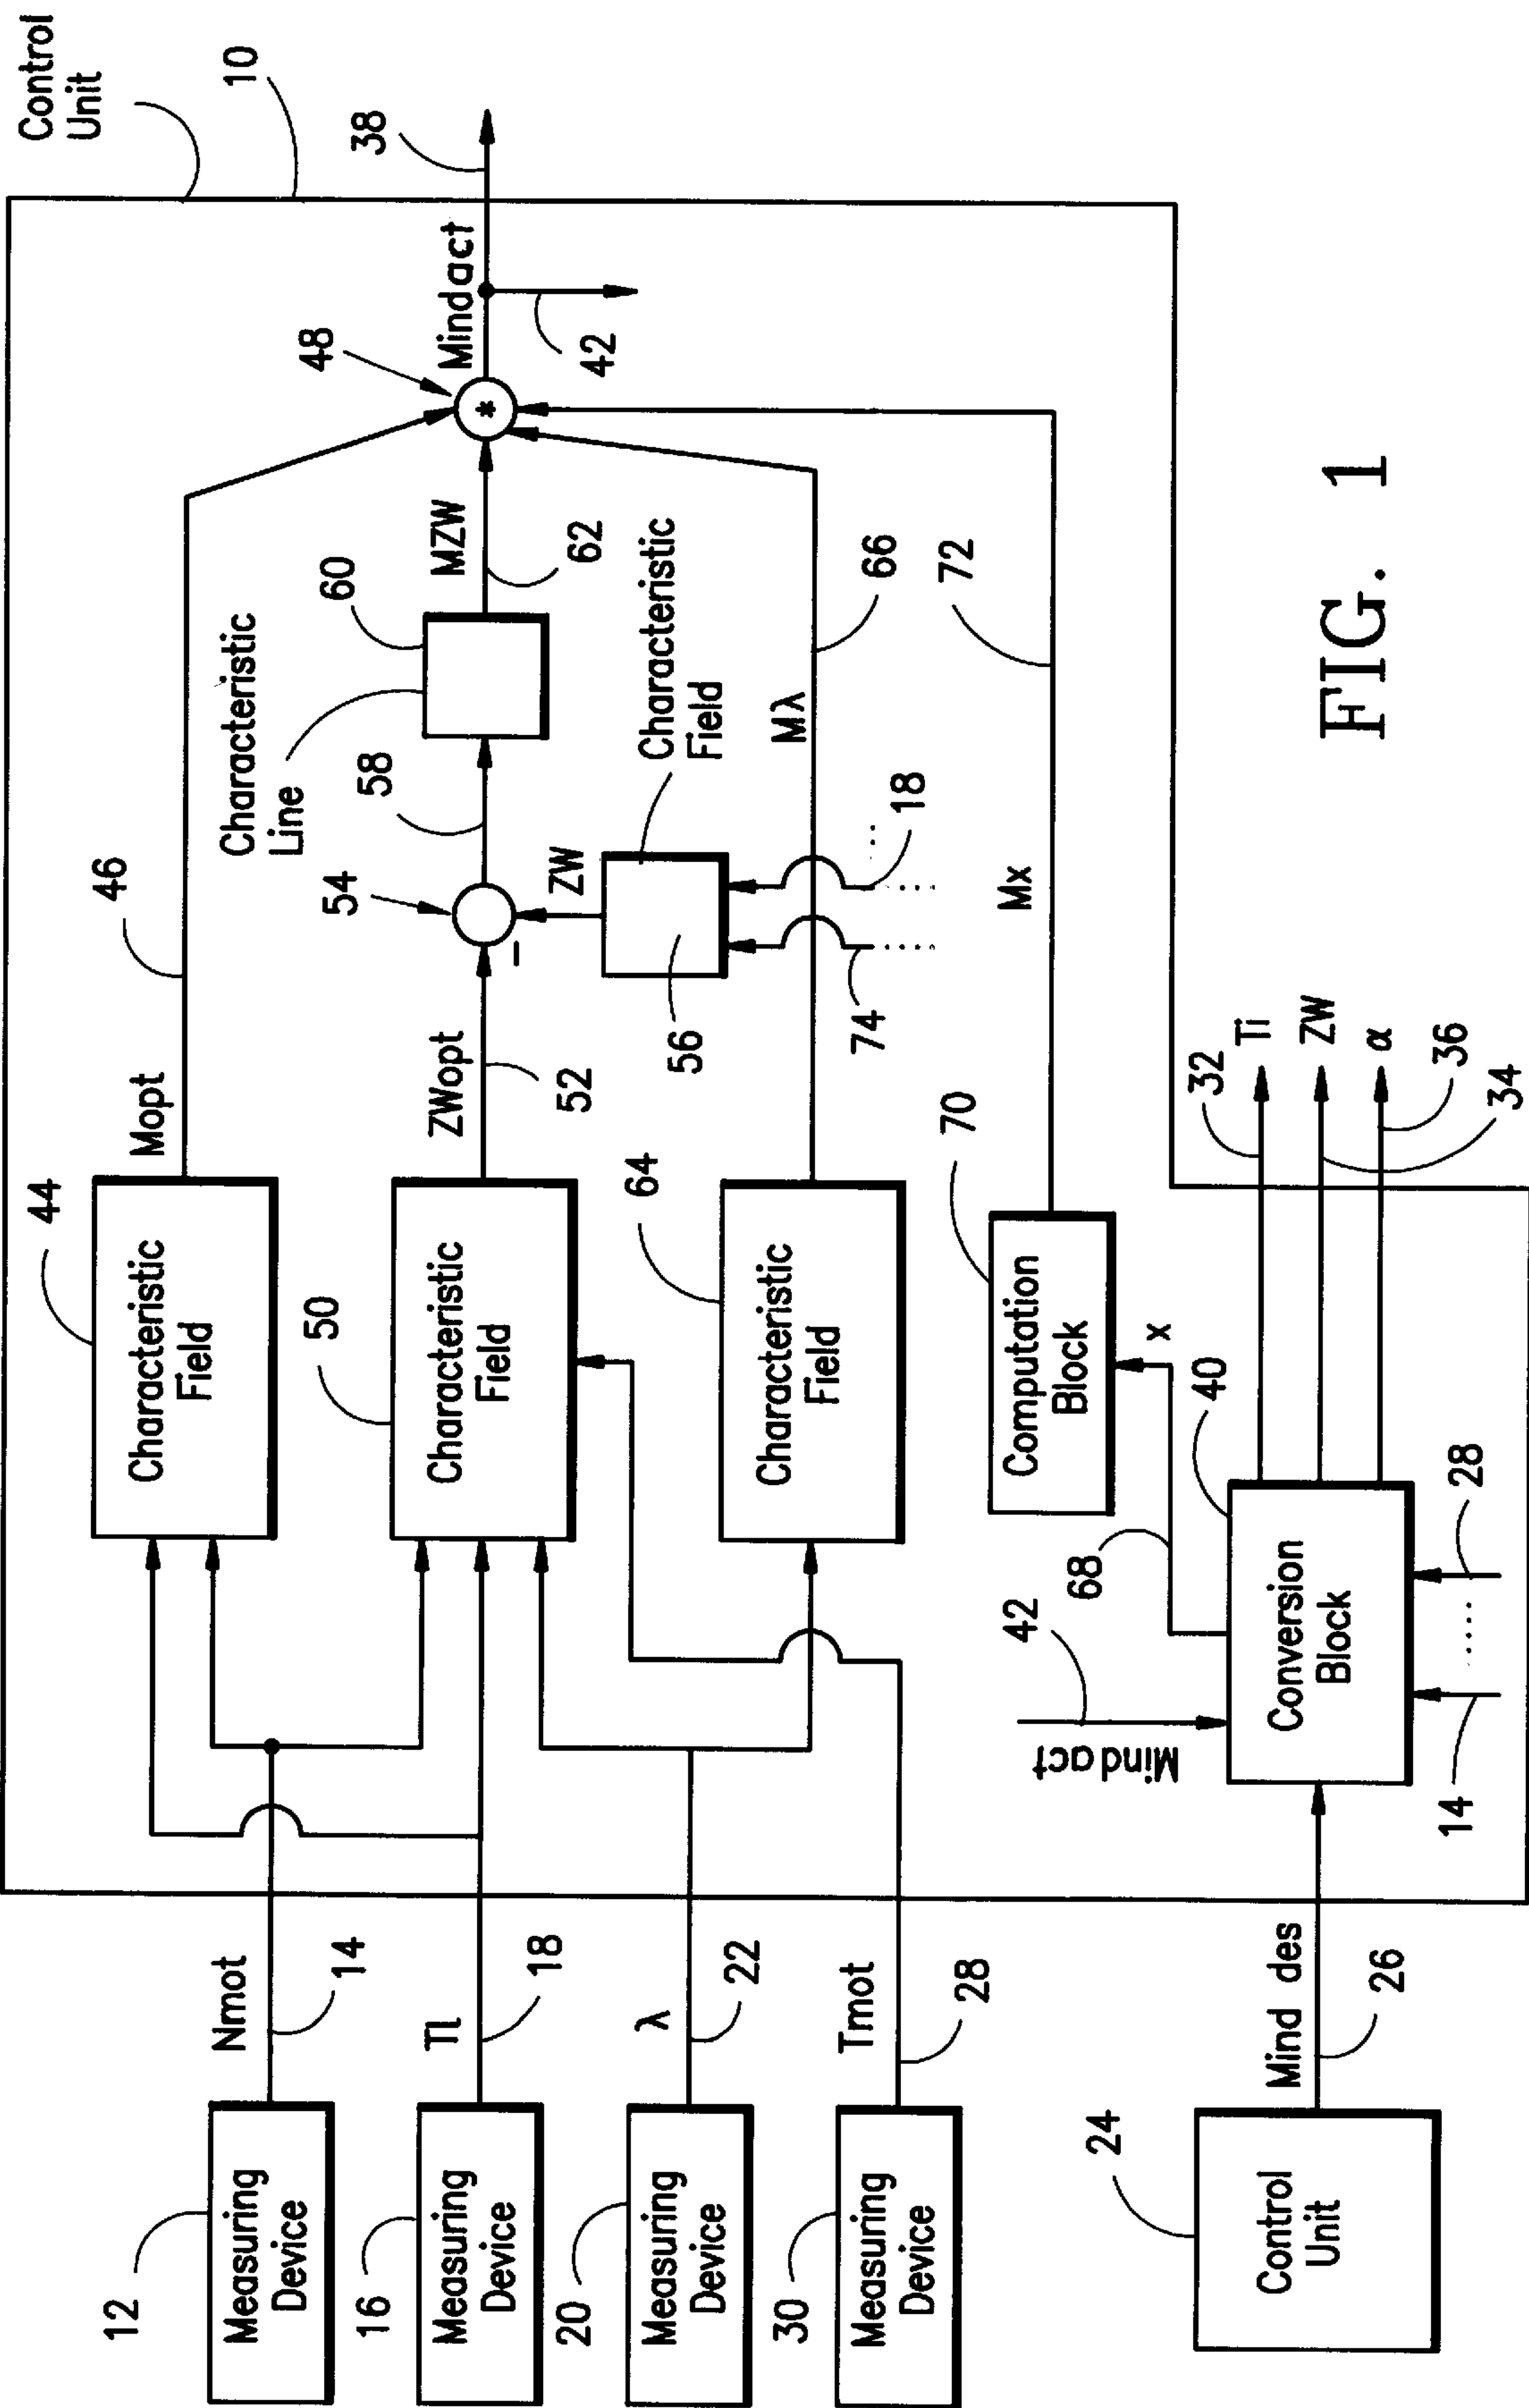 Control
Unit
10
38
Mindact
42
48
46
Mopt
44
Characteristic
Field
Characteristic
Line
60
MZW
62
58
54
ZW
Characteristic
Field
56
74
18
ZWopt
52
50
Characteristic
Field
Mλ
66
64
Characteristic
Field
Mx
72
70
Computation
Block
x
68
12
Measuring
Device
Nmot
14
16
Measuring
Device
Tl
18
20
Measuring
Device
λ
22
30
Measuring
Device
Tmot
28
24
Control
Unit
Mind des
26
Mindact
42
40
Conversion
Block
14
28
32
Ti
ZW
34
α
36
*
−
FIG. 1